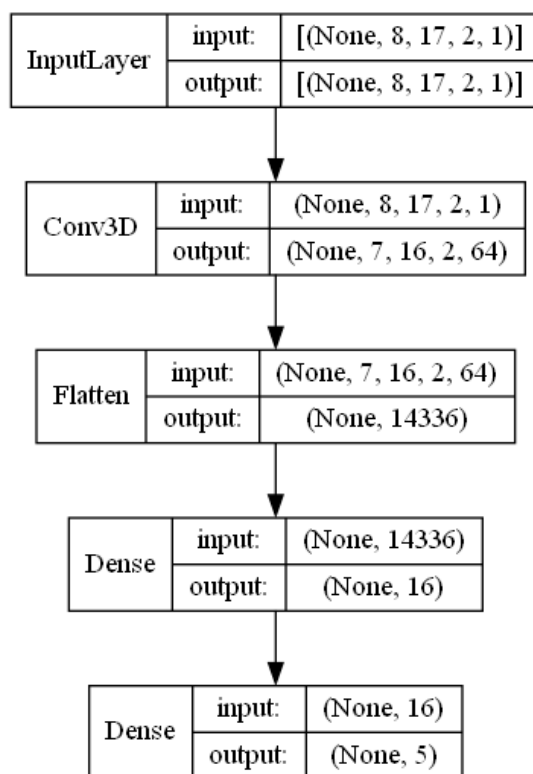 InputLayer
input: [(None, 8, 17, 2, 1)]
output: [(None, 8, 17, 2, 1)]
Conv3D
input: (None, 8, 17, 2, 1)
output: (None, 7, 16, 2, 64)
Flatten
input: (None, 7, 16, 2, 64)
output: (None, 14336)
Dense
input: (None, 14336)
output: (None, 16)
Dense
input: (None, 16)
output: (None, 5)